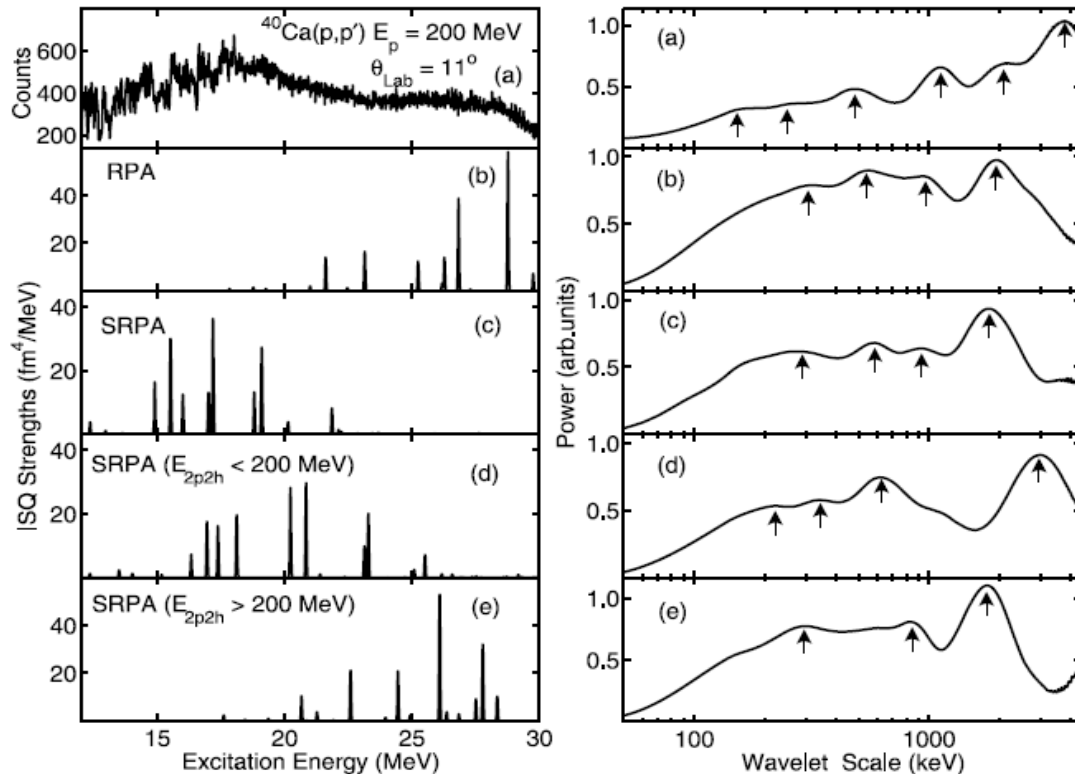 ⁴⁰Ca(p,p′) Eₚ = 200 MeV
θ_Lab = 11°
(a)
600
400
200
Counts
RPA
(b)
40
20
SRPA
(c)
40
20
SRPA (E_2p2h < 200 MeV)
(d)
40
20
SRPA (E_2p2h > 200 MeV)
(e)
40
20
|SQ Strengths (fm⁴/MeV)
15 20 25 30
Excitation Energy (MeV)
(a)
1.0
0.5
(b)
1.0
0.5
(c)
1.0
0.5
(d)
1.0
0.5
(e)
1.0
0.5
Power (arb.units)
100 1000
Wavelet Scale (keV)